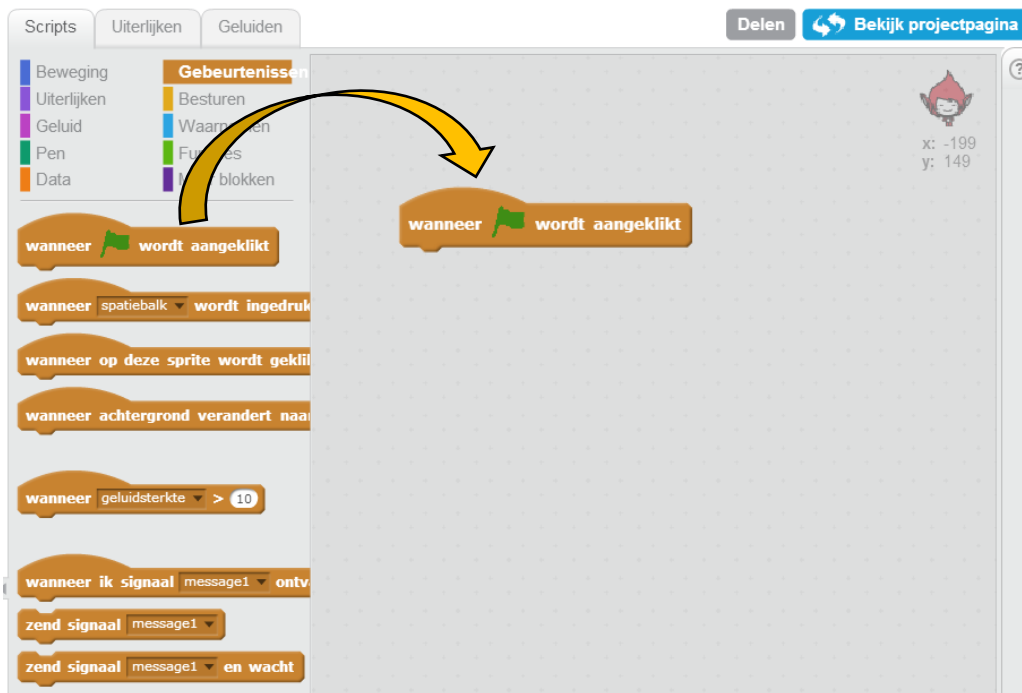 Scripts Uiterlijken Geluiden Delen Bekijk projectpagina
Beweging Gebeurtenissen
Uiterlijken Besturen
Geluid
Pen
Data blokken
x: -199
y: 149
wanneer wordt aangeklikt
wanneer wordt aangeklikt
wanneer spatiebalk wordt ingedruk
wanneer op deze sprite wordt geklik
wanneer achtergrond verandert naar
wanneer geluidsterkte > 10
wanneer ik signaal message1 ontv
zend signaal message1
zend signaal message1 en wacht